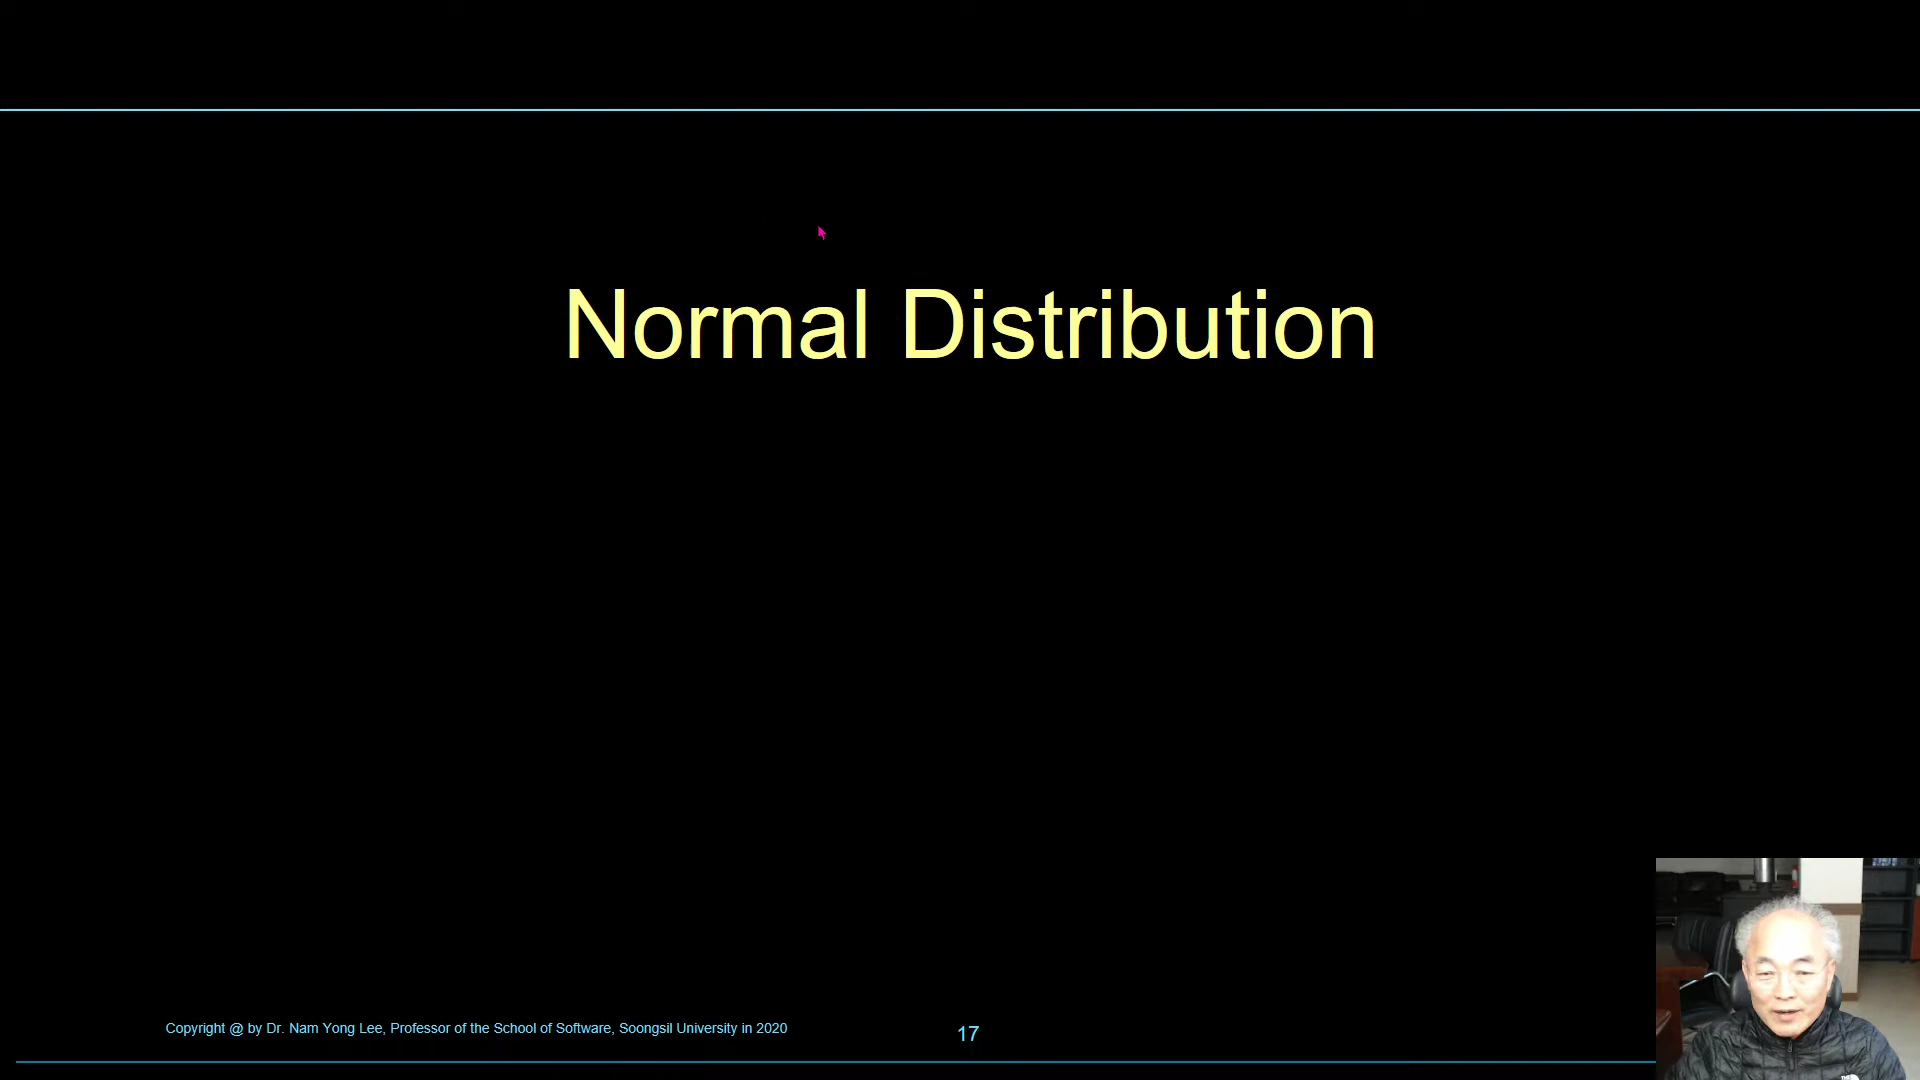 Normal Distribution
Copyright @ by Dr. Nam Yong Lee, Professor of the School of Software, Soongsil University in 2020
17